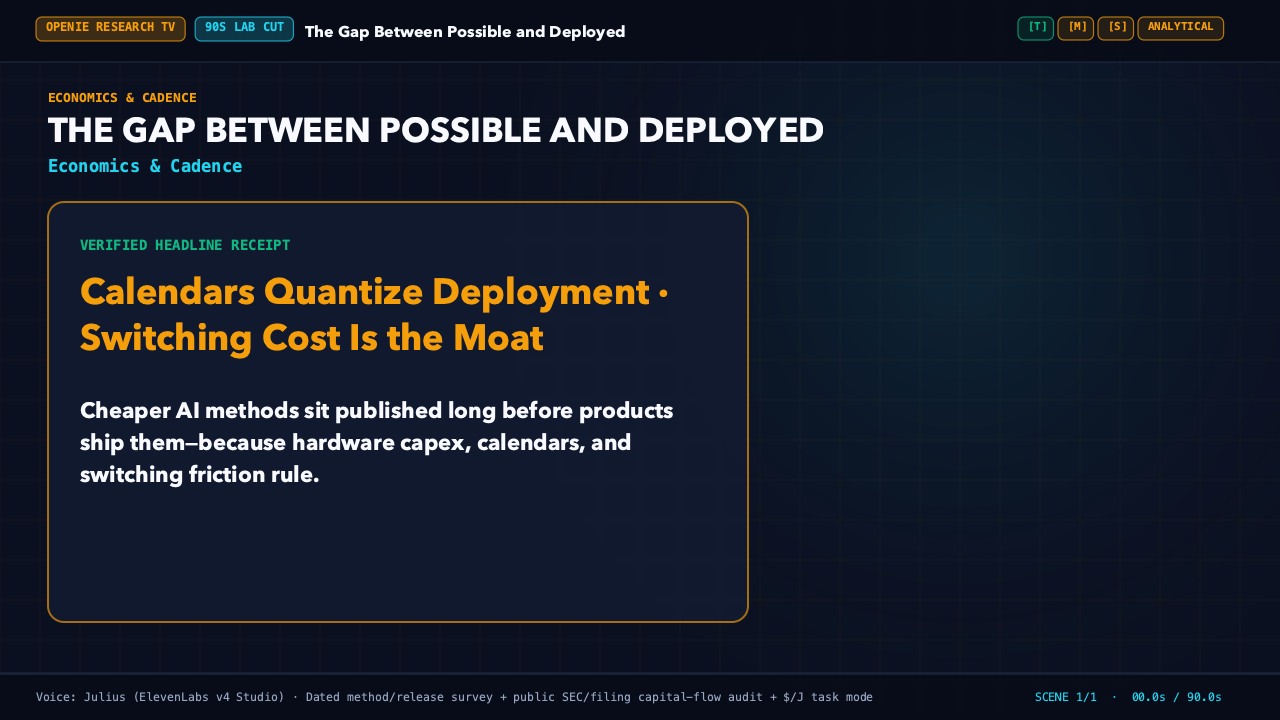 OPENIE RESEARCH TV
90S LAB CUT
The Gap Between Possible and Deployed
[T]
[M]
[S]
ANALYTICAL
ECONOMICS & CADENCE
THE GAP BETWEEN POSSIBLE AND DEPLOYED
Economics & Cadence
VERIFIED HEADLINE RECEIPT
Calendars Quantize Deployment ·
Switching Cost Is the Moat
Cheaper AI methods sit published long before products
ship them—because hardware capex, calendars, and
switching friction rule.
Voice: Julius (ElevenLabs v4 Studio) · Dated method/release survey + public SEC/filing capital-flow audit + $/J task mode
SCENE 1/1 · 00.0s / 90.0s